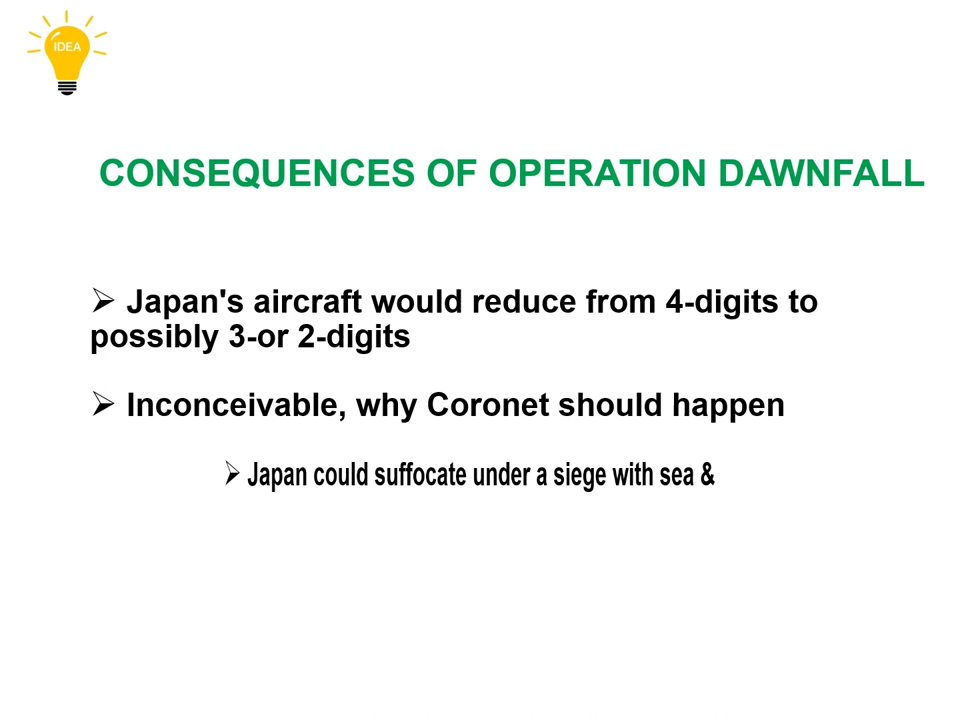 IDEA
CONSEQUENCES OF OPERATION DAWNFALL
➢ Japan's aircraft would reduce from 4-digits to
possibly 3-or 2-digits
➢ Inconceivable, why Coronet should happen
➢ Japan could suffocate under a siege with sea &